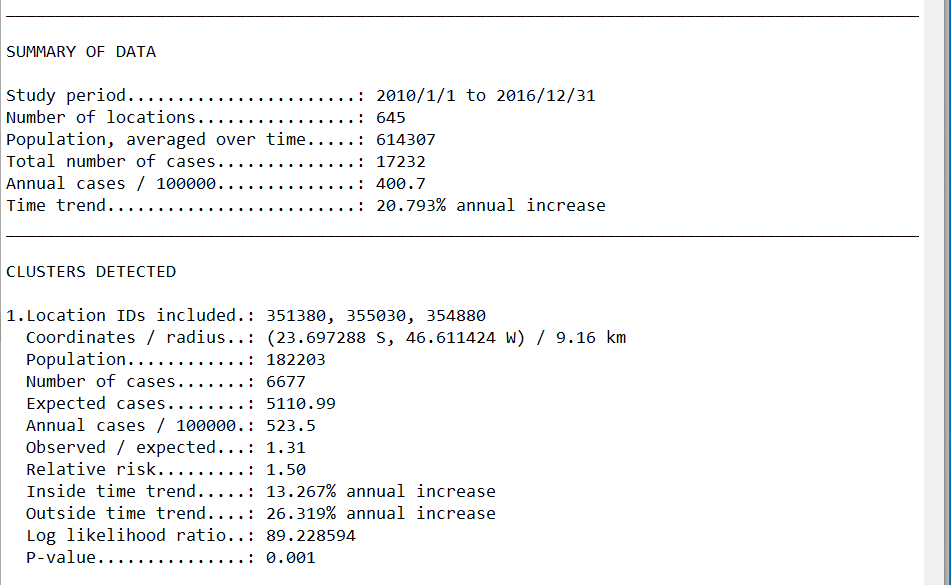 SUMMARY OF DATA
Study period.......................: 2010/1/1 to 2016/12/31
Number of locations................: 645
Population, averaged over time.....: 614307
Total number of cases..............: 17232
Annual cases / 100000..............: 400.7
Time trend.........................: 20.793% annual increase
CLUSTERS DETECTED
1.Location IDs included.: 351380, 355030, 354880
Coordinates / radius..: (23.697288 S, 46.611424 W) / 9.16 km
Population............: 182203
Number of cases.......: 6677
Expected cases........: 5110.99
Annual cases / 100000.: 523.5
Observed / expected...: 1.31
Relative risk.........: 1.50
Inside time trend.....: 13.267% annual increase
Outside time trend....: 26.319% annual increase
Log likelihood ratio..: 89.228594
P-value...............: 0.001